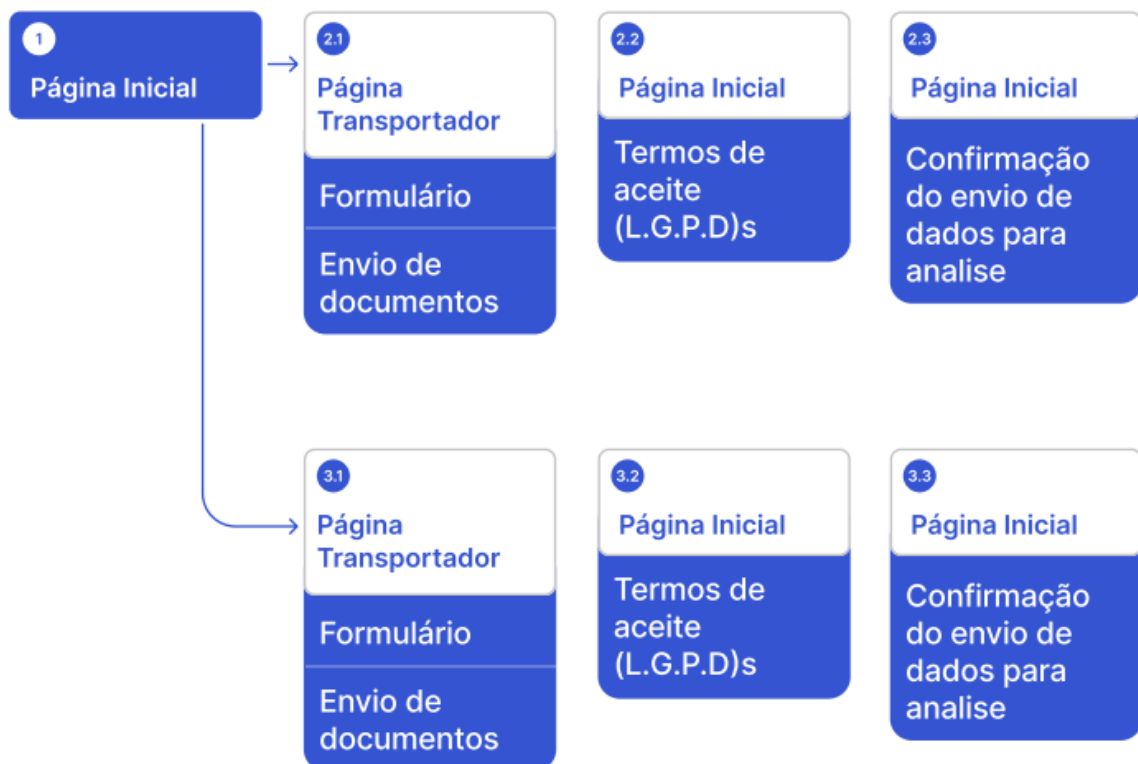 1
Página Inicial
2.1
Página
Transportador
Formulário
Envio de
documentos
2.2
Página Inicial
Termos de
aceite
(L.G.P.D)s
2.3
Página Inicial
Confirmação
do envio de
dados para
analise
3.1
Página
Transportador
Formulário
Envio de
documentos
3.2
Página Inicial
Termos de
aceite
(L.G.P.D)s
3.3
Página Inicial
Confirmação
do envio de
dados para
analise